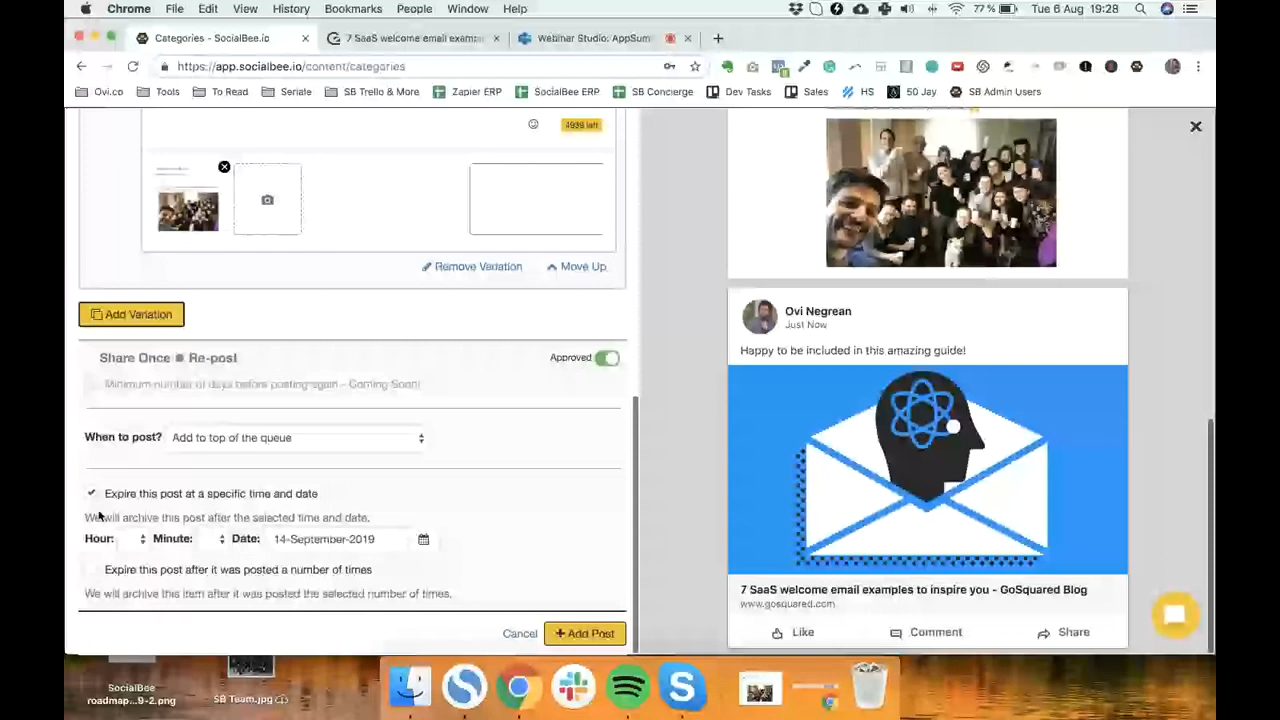 Chrome File Edit View History Bookmarks People Window Help 77% Tue 6 Aug 19:28
Categories - SocialBee.io
7 SaaS welcome email exam
Webinar Studio: AppSum
https://app.socialbee.io/content/categories
Ovi.co Tools To Read Seriale SB Trello & More Zapier ERP SocialBee ERP SB Concierge Dev Tasks Sales HS 50 Jay SB Admin Users
4936 left
Remove Variation Move Up
Add Variation
Share Once Re-post Approved
Minimum number of days before posting again - Coming Soon!
When to post? Add to top of the queue
Expire this post at a specific time and date
We will archive this post after the selected time and date.
Hour: Minute: Date: 14-September-2019
Expire this post after it was posted a number of times
We will archive this item after it was posted the selected number of times.
Cancel + Add Post
Ovi Negrean
Just Now
Happy to be included in this amazing guide!
7 SaaS welcome email examples to inspire you - GoSquared Blog
www.gosquared.com
Like Comment Share
SocialBee
roadmap...9-2.png
SB Team.jpg